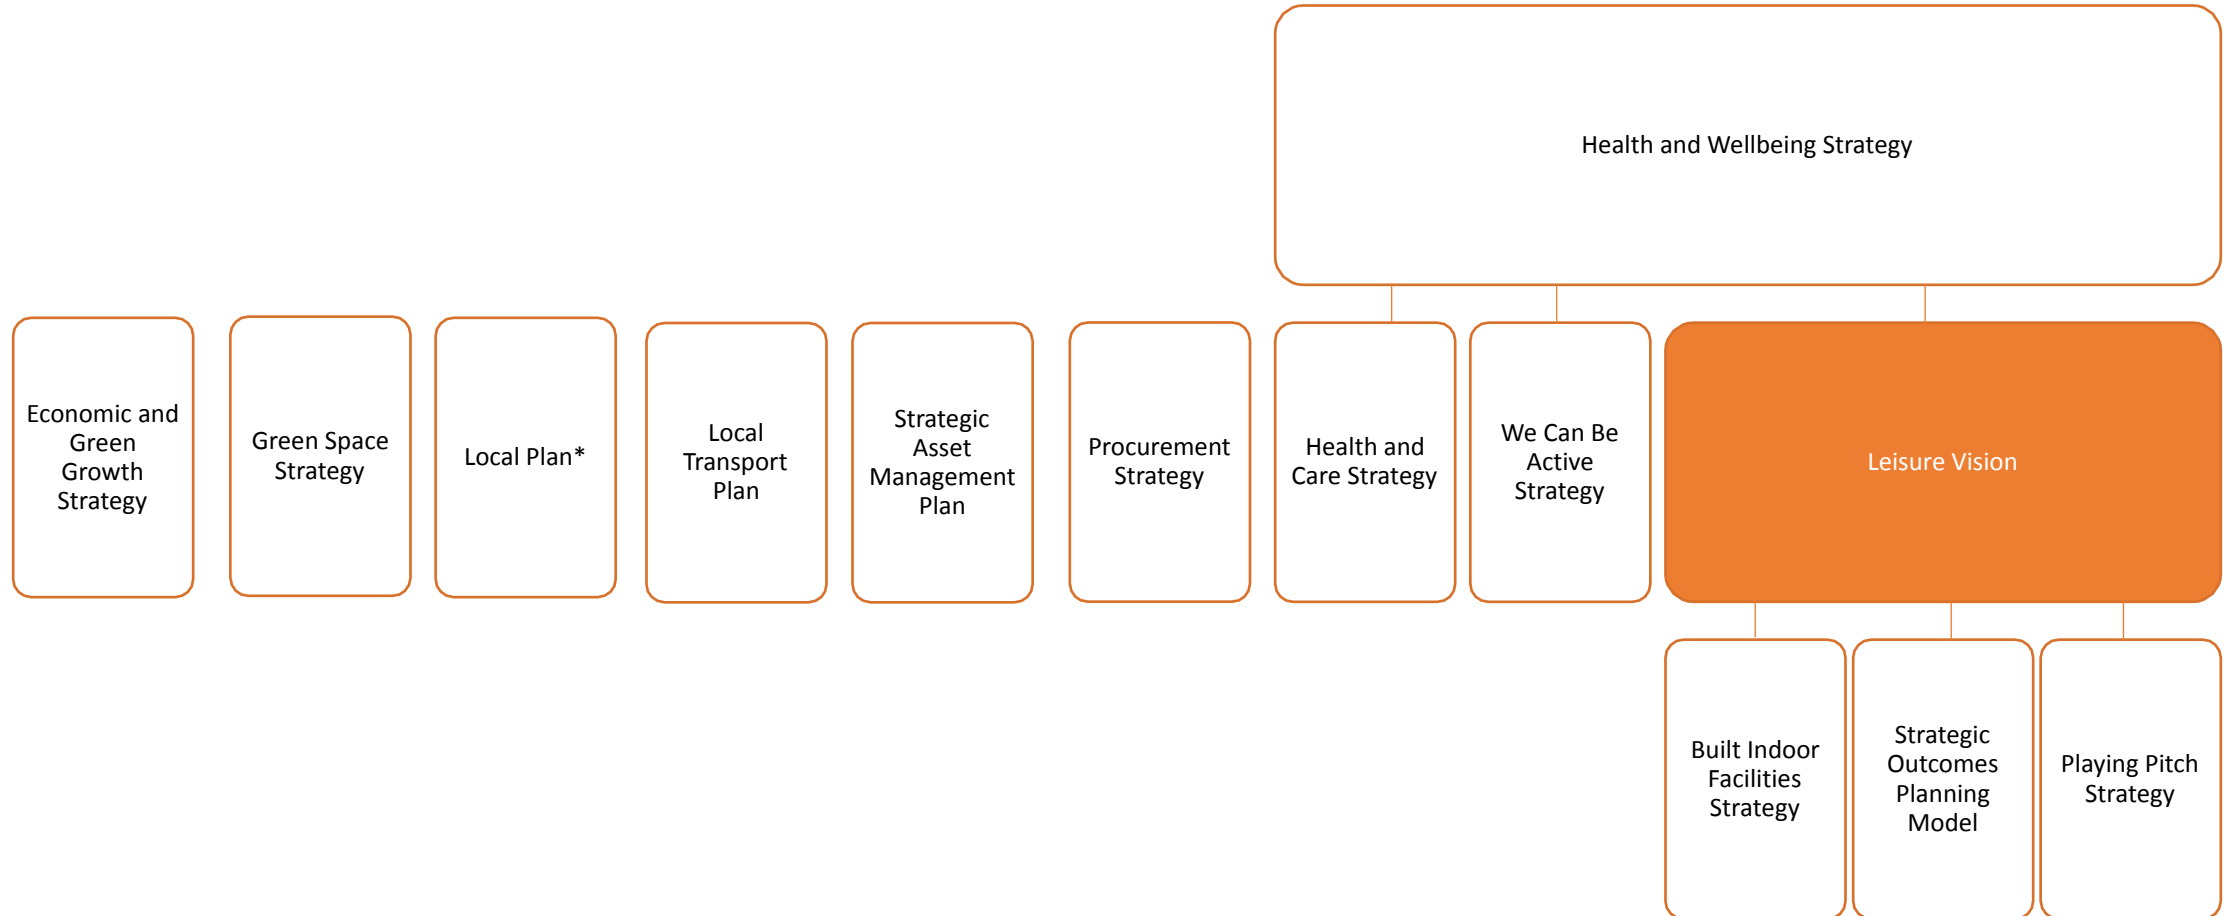 Health and Wellbeing Strategy
Economic and
Green
Growth
Strategy
Green Space
Strategy
Local Plan*
Local
Transport
Plan
Strategic
Asset
Management
Plan
Procurement
Strategy
Health and
Care Strategy
We Can Be
Active
Strategy
Leisure Vision
Built Indoor
Facilities
Strategy
Strategic
Outcomes
Planning
Model
Playing Pitch
Strategy